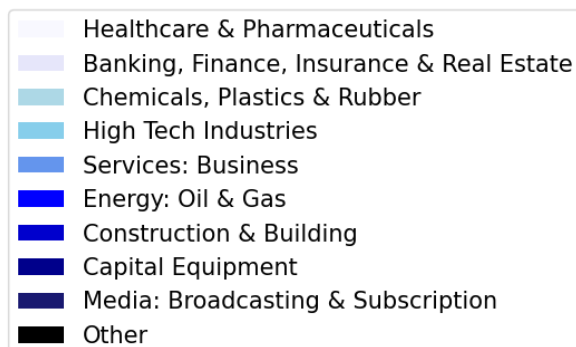 Healthcare & Pharmaceuticals
Banking, Finance, Insurance & Real Estate
Chemicals, Plastics & Rubber
High Tech Industries
Services: Business
Energy: Oil & Gas
Construction & Building
Capital Equipment
Media: Broadcasting & Subscription
Other